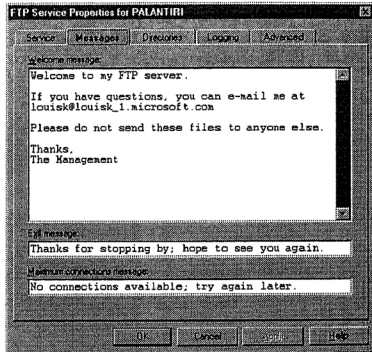 FTP Service Properties for PALANTIRI
Service Messages Directories Logging Advanced
Welcome message:
Welcome to my FTP server.
If you have questions, you can e-mail me at
louisk@louisk_1.microsoft.com
Please do not send these files to anyone else.
Thanks,
The Management
Exit message:
Thanks for stopping by; hope to see you again.
Maximum connections message:
No connections available; try again later.
OK Cancel Apply Help